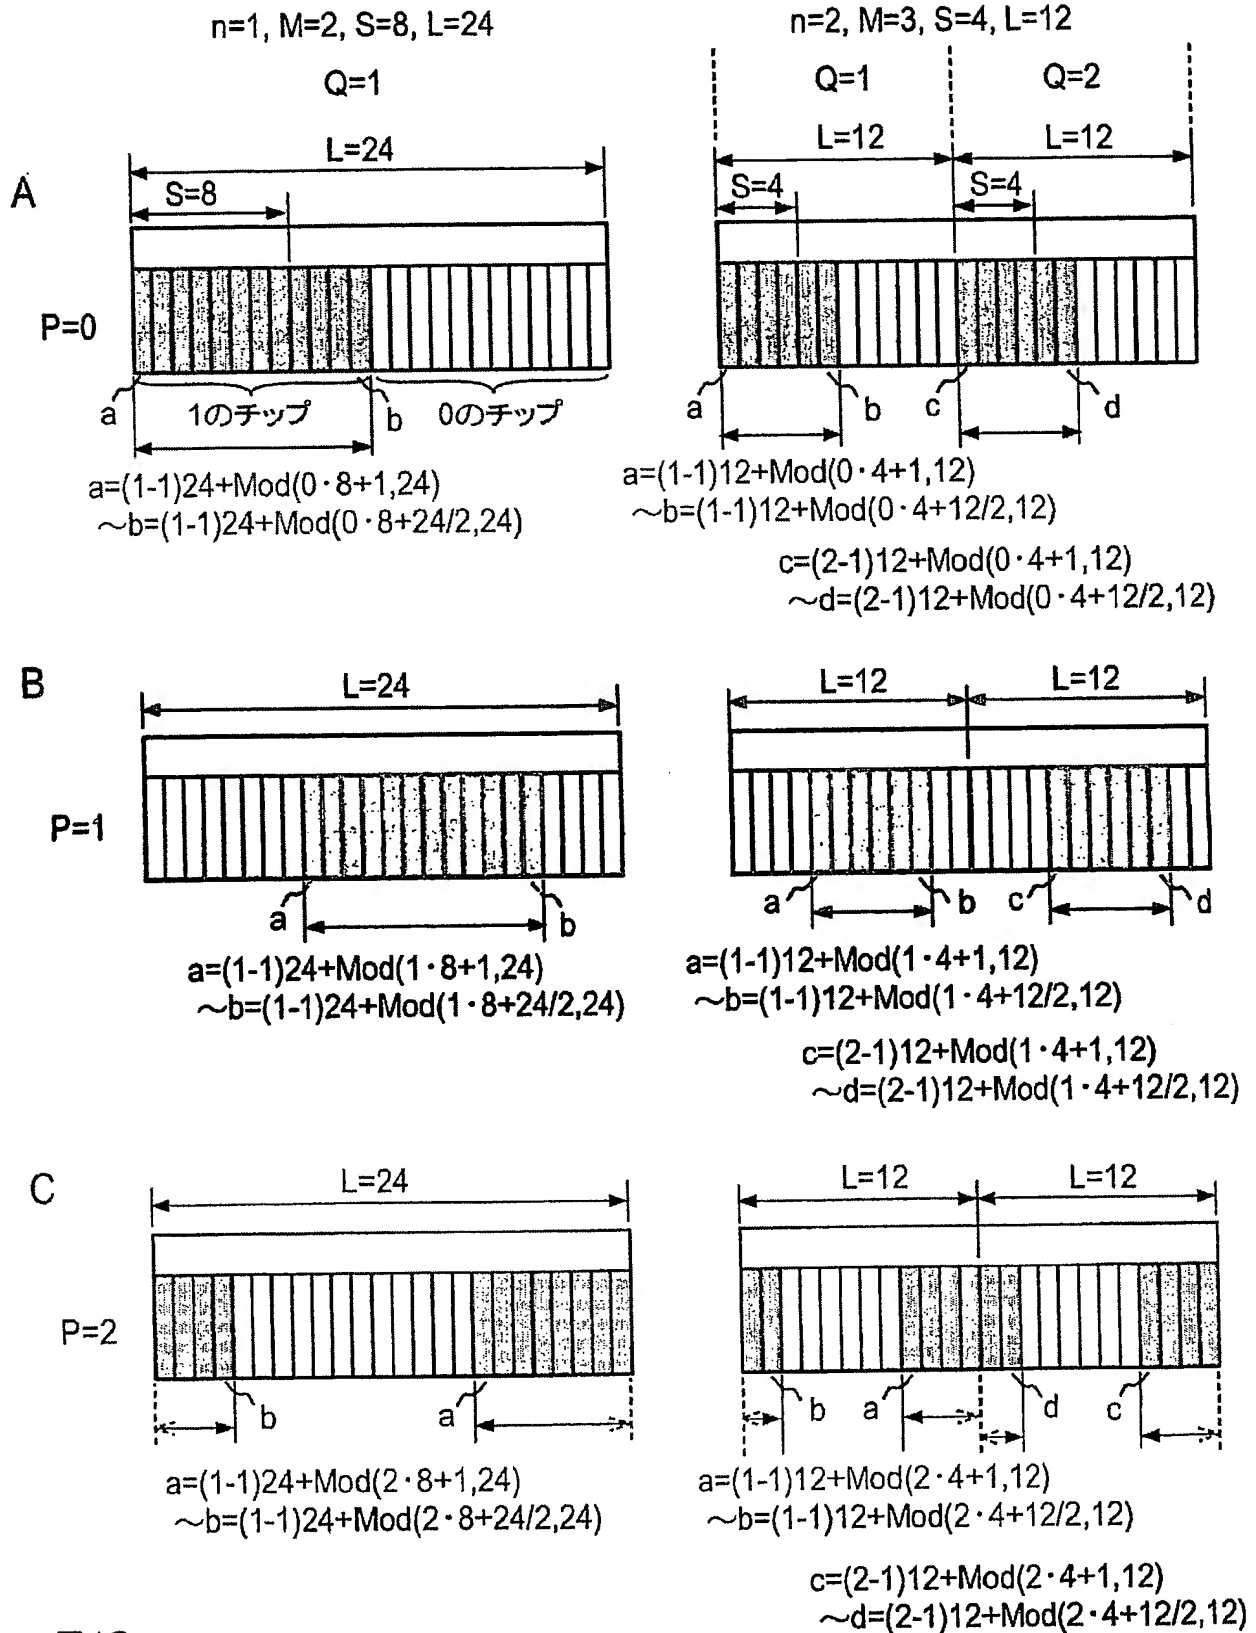 n=1, M=2, S=8, L=24
n=2, M=3, S=4, L=12
Q=1
Q=1
Q=2
L=24
L=12
L=12
A
S=8
S=4
S=4
P=0
a
1のチップ
b
0のチップ
a
b
c
d
a=(1-1)24+Mod(0・8+1,24)
～b=(1-1)24+Mod(0・8+24/2,24)
a=(1-1)12+Mod(0・4+1,12)
～b=(1-1)12+Mod(0・4+12/2,12)
c=(2-1)12+Mod(0・4+1,12)
～d=(2-1)12+Mod(0・4+12/2,12)
B
L=24
L=12
L=12
P=1
a
b
a
b
c
d
a=(1-1)24+Mod(1・8+1,24)
～b=(1-1)24+Mod(1・8+24/2,24)
a=(1-1)12+Mod(1・4+1,12)
～b=(1-1)12+Mod(1・4+12/2,12)
c=(2-1)12+Mod(1・4+1,12)
～d=(2-1)12+Mod(1・4+12/2,12)
C
L=24
L=12
L=12
P=2
b
a
b
a
d
c
a=(1-1)24+Mod(2・8+1,24)
～b=(1-1)24+Mod(2・8+24/2,24)
a=(1-1)12+Mod(2・4+1,12)
～b=(1-1)12+Mod(2・4+12/2,12)
c=(2-1)12+Mod(2・4+1,12)
～d=(2-1)12+Mod(2・4+12/2,12)